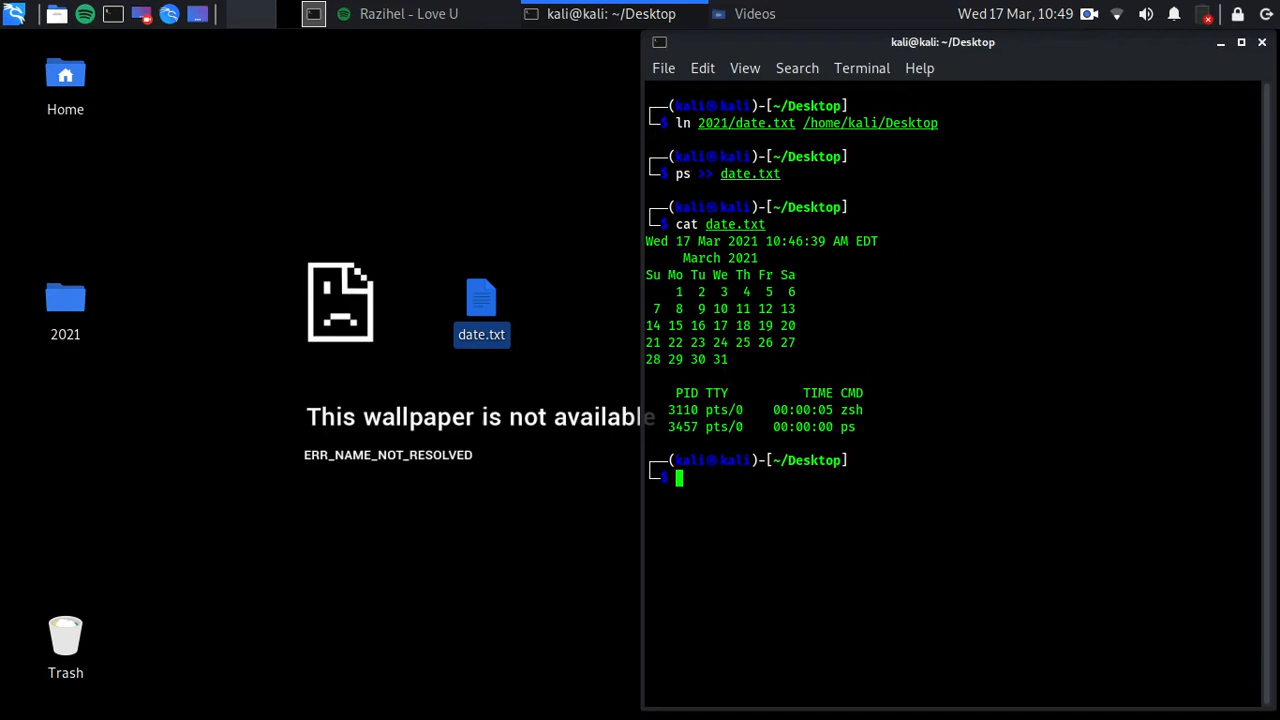 Razihel - Love U
kali@kali: ~/Desktop
Videos
Wed 17 Mar, 10:49
Home
2021
date.txt
This wallpaper is not available
ERR_NAME_NOT_RESOLVED
Trash
kali@kali: ~/Desktop
File Edit View Search Terminal Help
┌──(kali㉿kali)-[~/Desktop]
└─$ ln 2021/date.txt /home/kali/Desktop
┌──(kali㉿kali)-[~/Desktop]
└─$ ps >> date.txt
┌──(kali㉿kali)-[~/Desktop]
└─$ cat date.txt
Wed 17 Mar 2021 10:46:39 AM EDT
     March 2021
Su Mo Tu We Th Fr Sa
    1  2  3  4  5  6
 7  8  9 10 11 12 13
14 15 16 17 18 19 20
21 22 23 24 25 26 27
28 29 30 31
    PID TTY          TIME CMD
   3110 pts/0    00:00:05 zsh
   3457 pts/0    00:00:00 ps
┌──(kali㉿kali)-[~/Desktop]
└─$